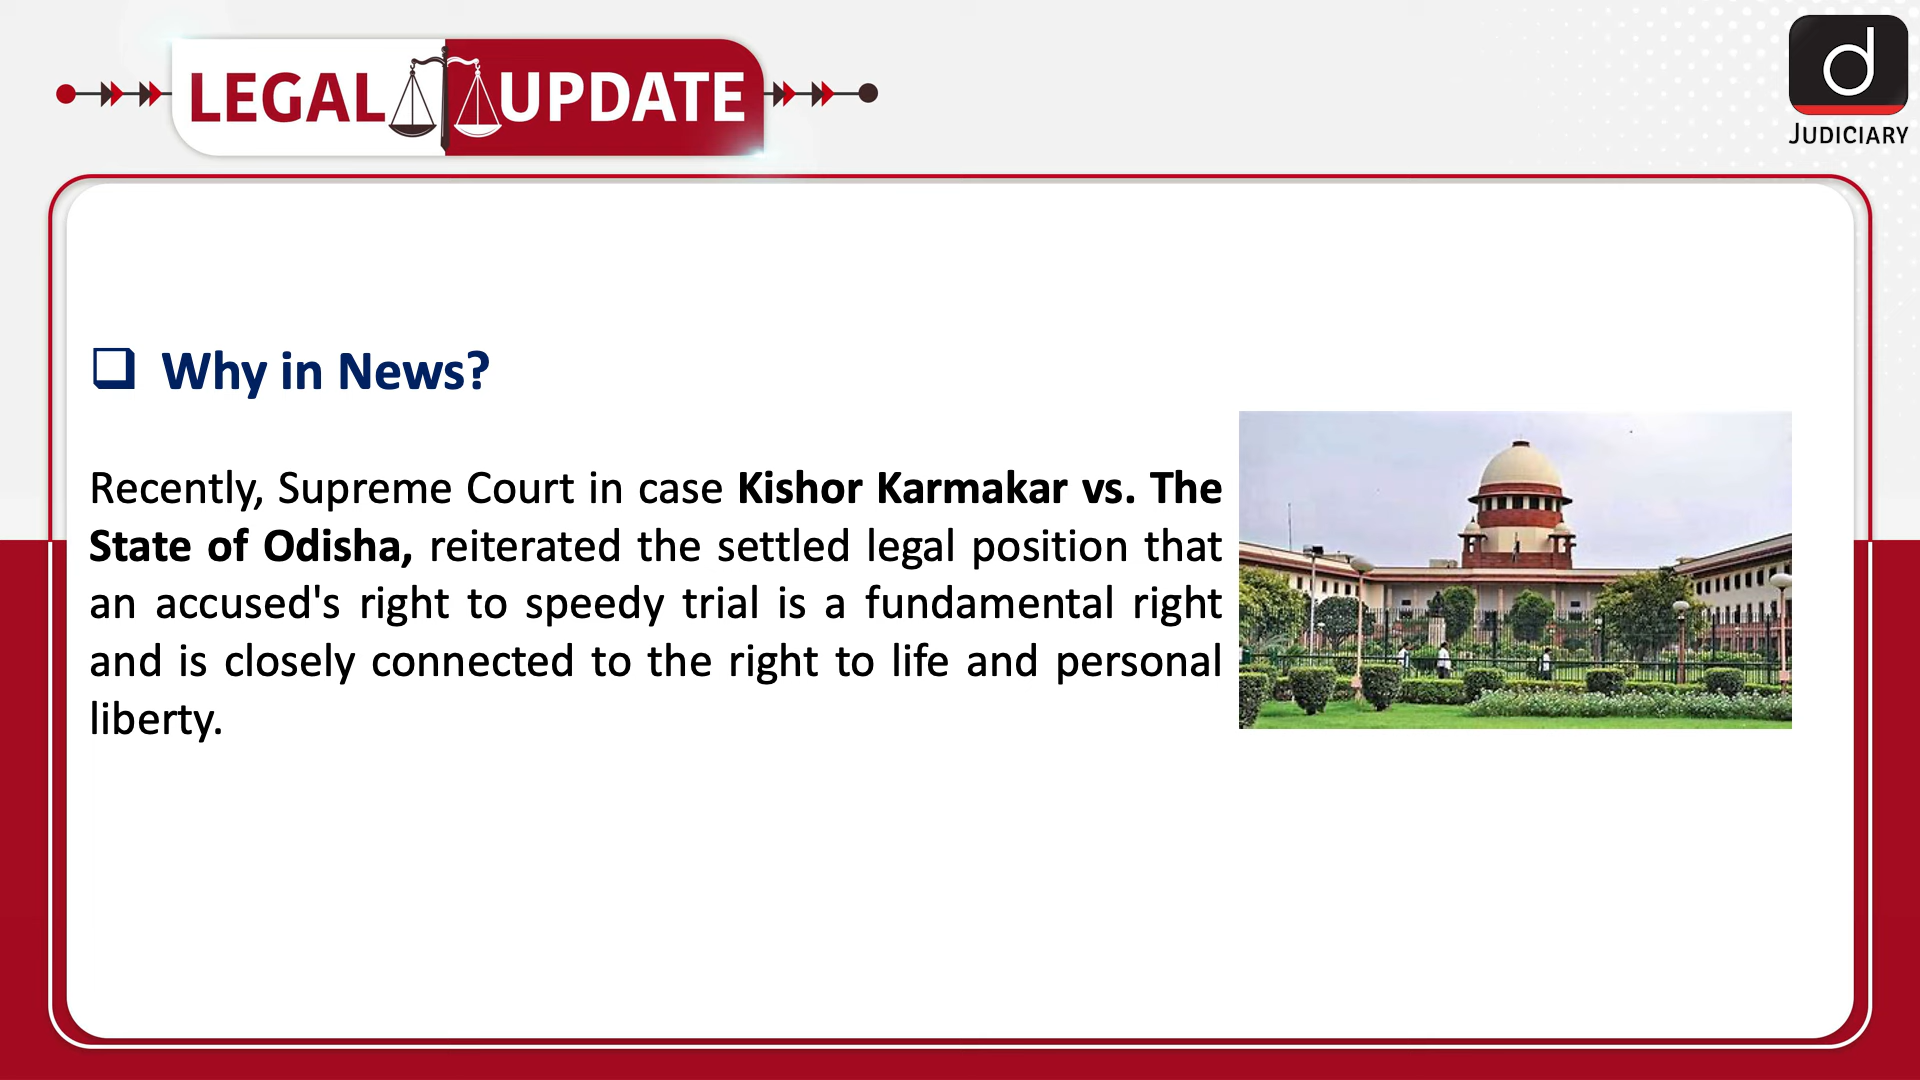 LEGAL UPDATE
d
JUDICIARY
Why in News?
Recently, Supreme Court in case Kishor Karmakar vs. The
State of Odisha, reiterated the settled legal position that
an accused's right to speedy trial is a fundamental right
and is closely connected to the right to life and personal
liberty.